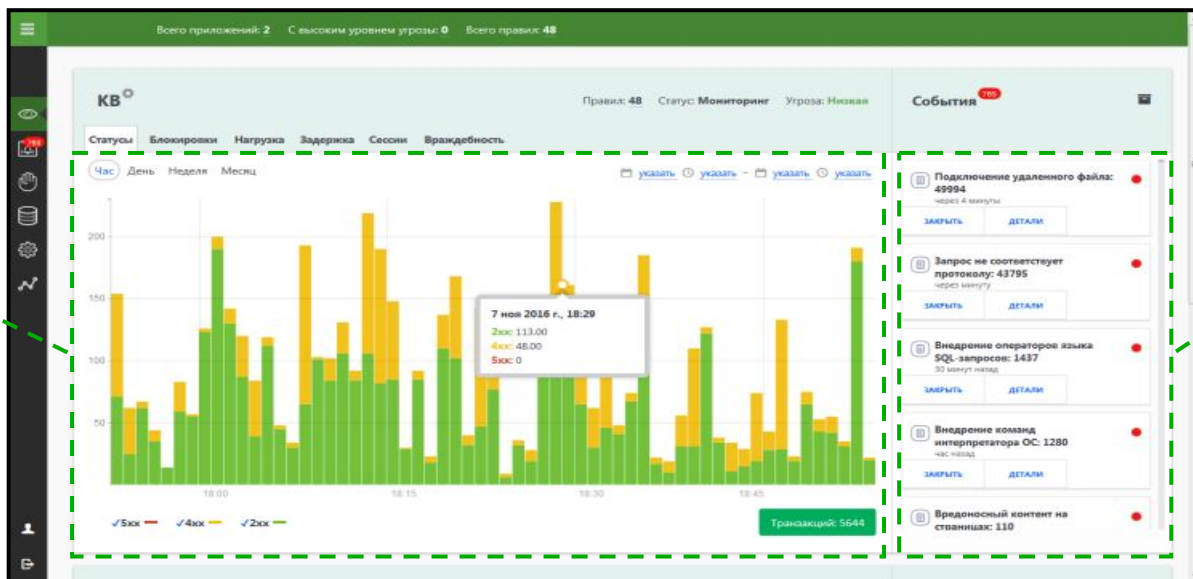 Всего приложений: 2 С высоким уровнем угрозы: 0 Всего правил: 48
КВ
Правил: 48 Статус: Мониторинг Угроза: Низкая
События 765
Статусы Блокировки Нагрузка Задержка Сессии Враждебность
Час День Неделя Месяц
указать указать - указать указать
200
150
100
50
18:00 18:15 18:30 18:45
7 ноя 2016 г., 18:29
2xx: 113.00
4xx: 48.00
5xx: 0
✓5xx ✓4xx ✓2xx
Транзакций: 5644
Подключение удаленного файла:
49994
через 4 минуты
ЗАКРЫТЬ ДЕТАЛИ
Запрос не соответствует
протоколу: 43795
через минуту
ЗАКРЫТЬ ДЕТАЛИ
Внедрение операторов языка
SQL-запросов: 1437
30 минут назад
ЗАКРЫТЬ ДЕТАЛИ
Внедрение команд
интерпретатора ОС: 1280
час назад
ЗАКРЫТЬ ДЕТАЛИ
Вредоносный контент на
страницах: 110